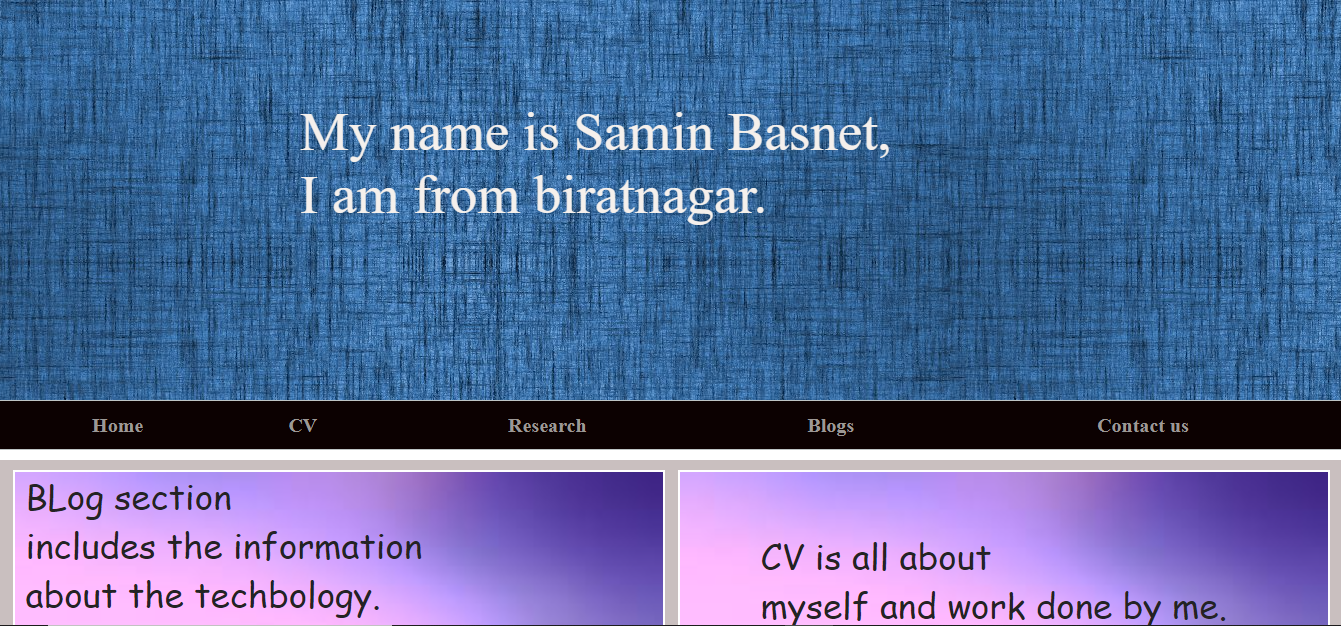 My name is Samin Basnet,
I am from biratnagar.
Home CV Research Blogs Contact us
BLog section
includes the information
about the techbology.
CV is all about
myself and work done by me.